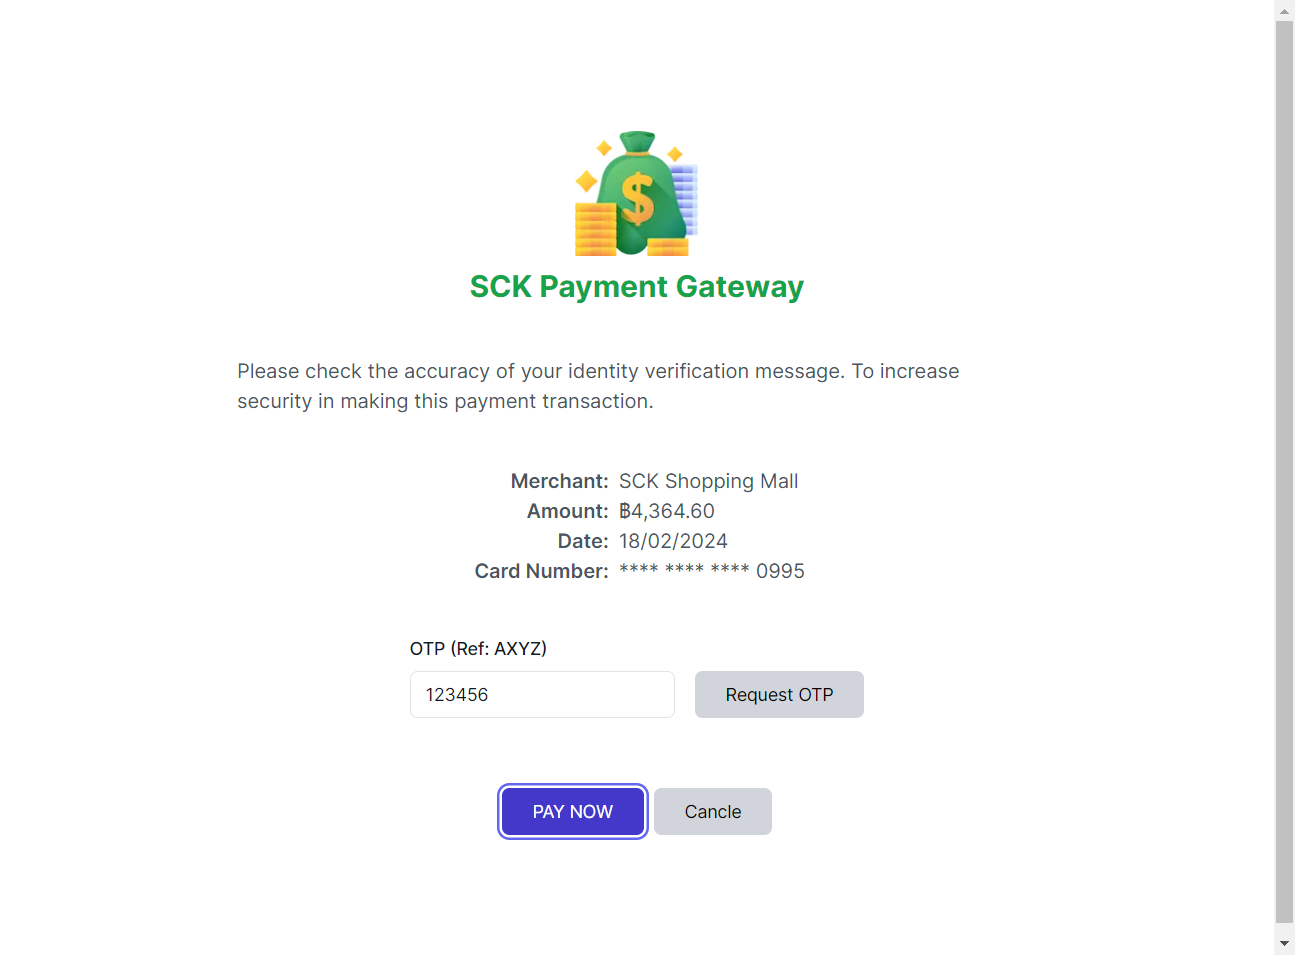 $
SCK Payment Gateway
Please check the accuracy of your identity verification message. To increase
security in making this payment transaction.
Merchant: SCK Shopping Mall
Amount: ฿4,364.60
Date: 18/02/2024
Card Number: **** **** **** 0995
OTP (Ref: AXYZ)
123456 Request OTP
PAY NOW Cancle